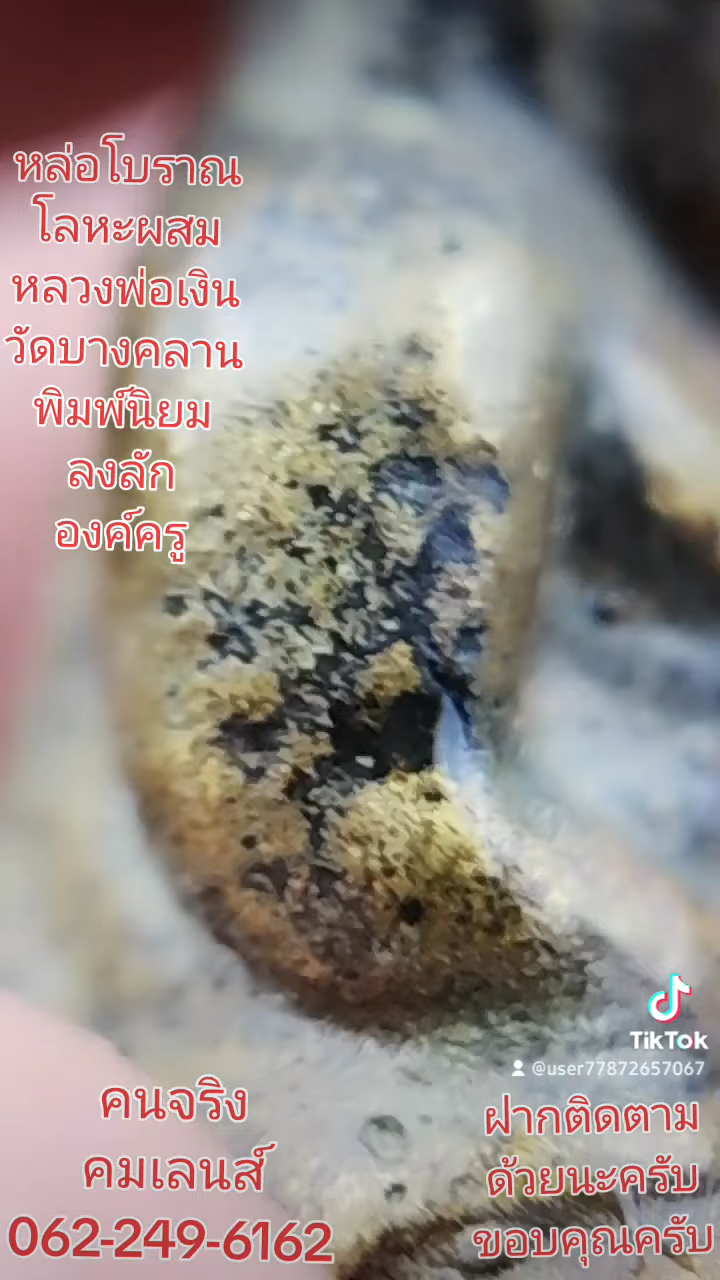 หล่อโบราณ
โลหะผสม
หลวงพ่อเงิน
วัดบางคลาน
พิมพ์นิยม
ลงลัก
องค์ครู
TikTok
@user77872657067
คนจริง
คมเลนส์
062-249-6162
ฝากติดตาม
ด้วยนะครับ
ขอบคุณครับ